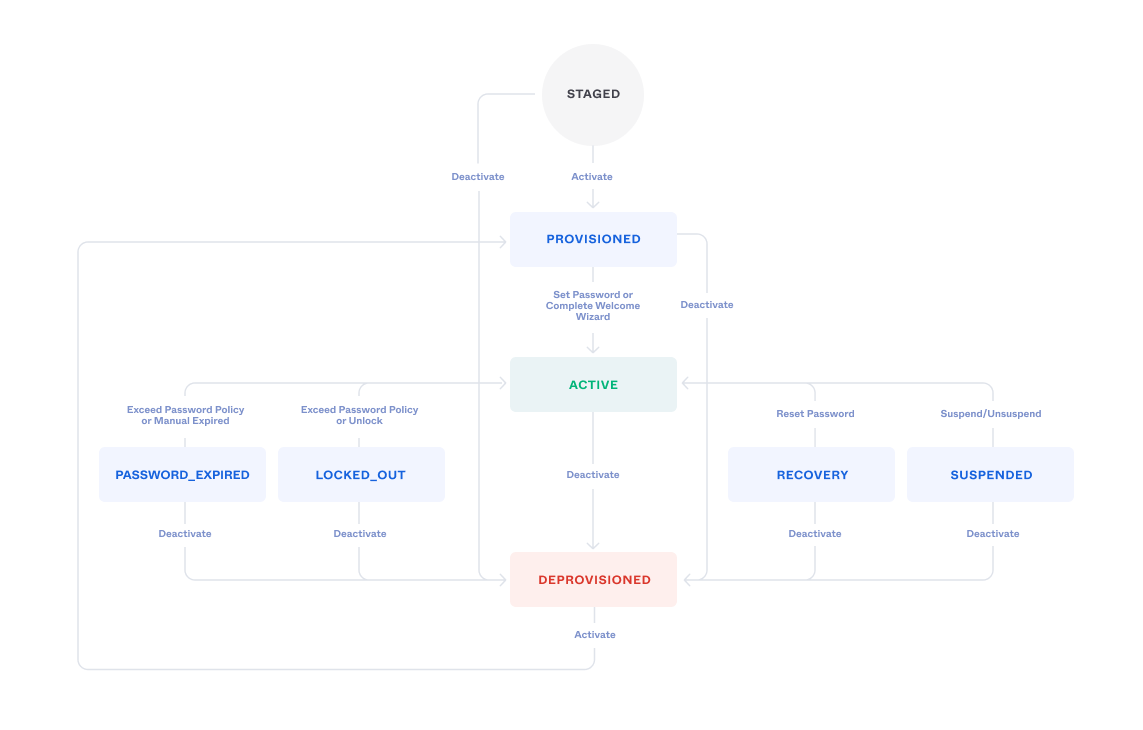 STAGED
Deactivate
Activate
PROVISIONED
Set Password or
Complete Welcome
Wizard
Deactivate
ACTIVE
Exceed Password Policy
or Manual Expired
Exceed Password Policy
or Unlock
Reset Password
Suspend/Unsuspend
PASSWORD_EXPIRED
LOCKED_OUT
Deactivate
RECOVERY
SUSPENDED
Deactivate
Deactivate
Deactivate
Deactivate
DEPROVISIONED
Activate